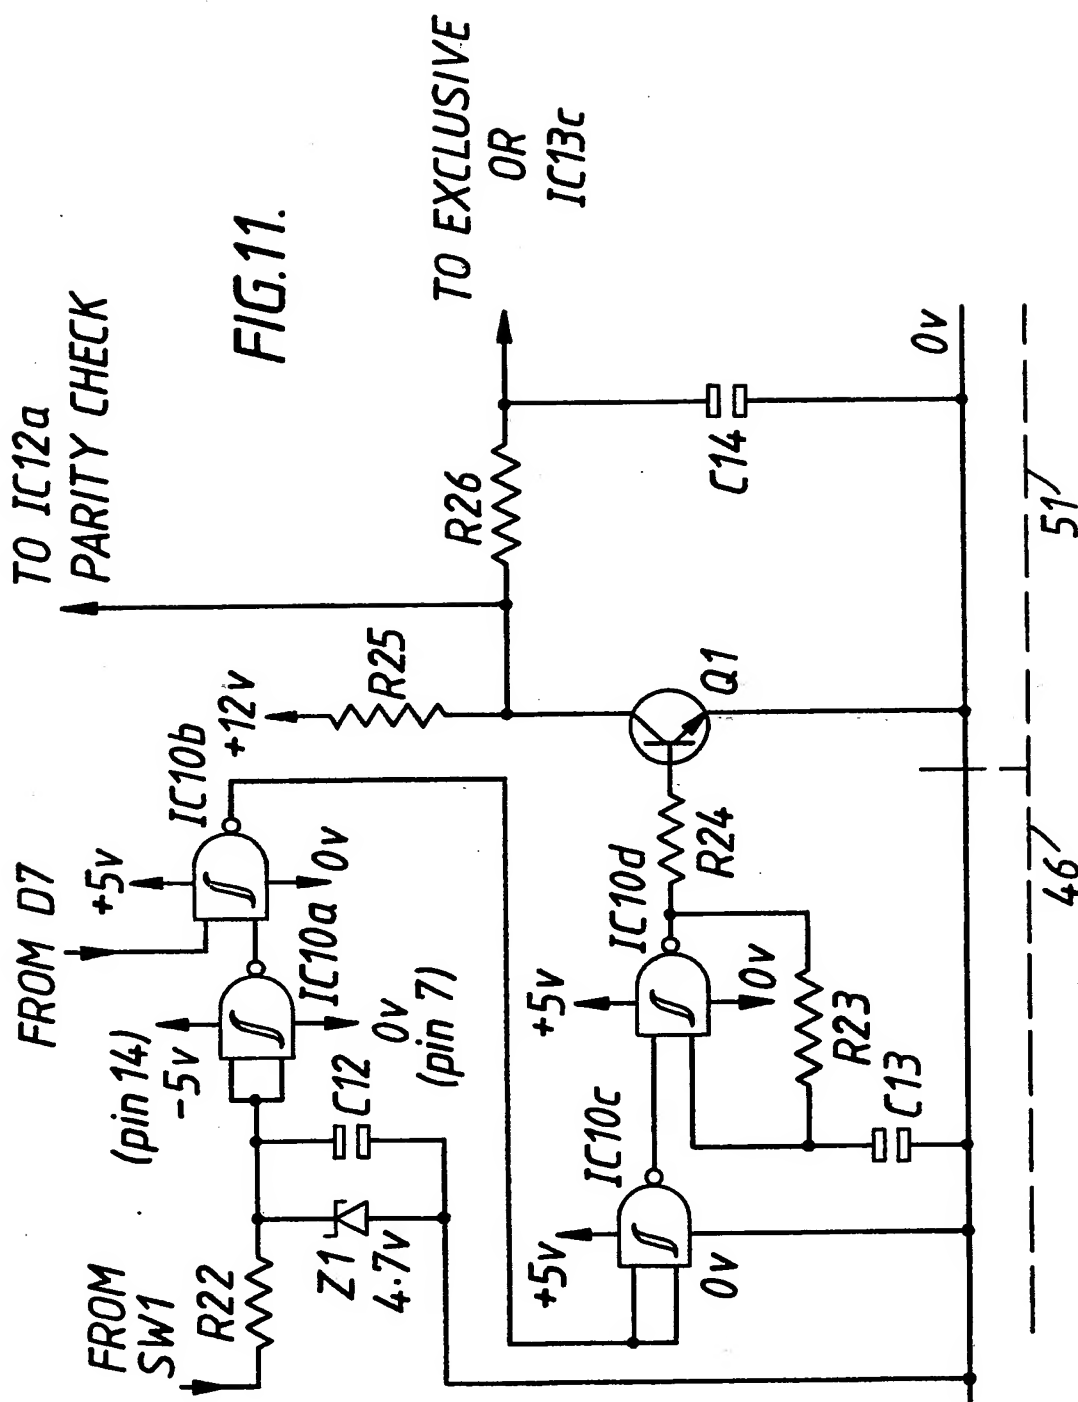 FIG.11.
TO IC12a
PARITY CHECK
TO EXCLUSIVE
OR
IC13c
FROM D7
+5v
IC10b
0v
+12v
R25
R26
C14
0v
(pin 14)
-5v
IC10a
0v
(pin 7)
FROM
SW1
R22
Z1
4.7v
C12
IC10c
+5v
0v
IC10d
+5v
0v
R23
C13
R24
Q1
46
51